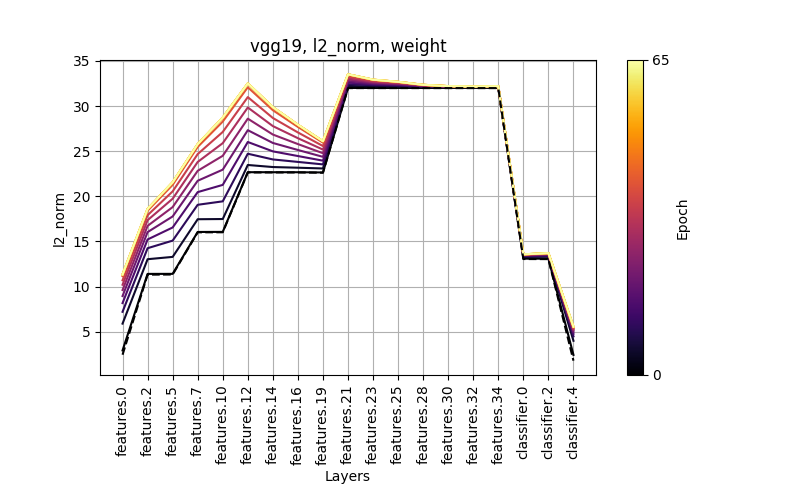 vgg19, l2_norm, weight
35
30
25
20
15
10
5
l2_norm
features.0
features.2
features.5
features.7
features.10
features.12
features.14
features.16
features.19
features.21
features.23
features.25
features.28
features.30
features.32
features.34
classifier.0
classifier.2
classifier.4
Layers
65
0
Epoch